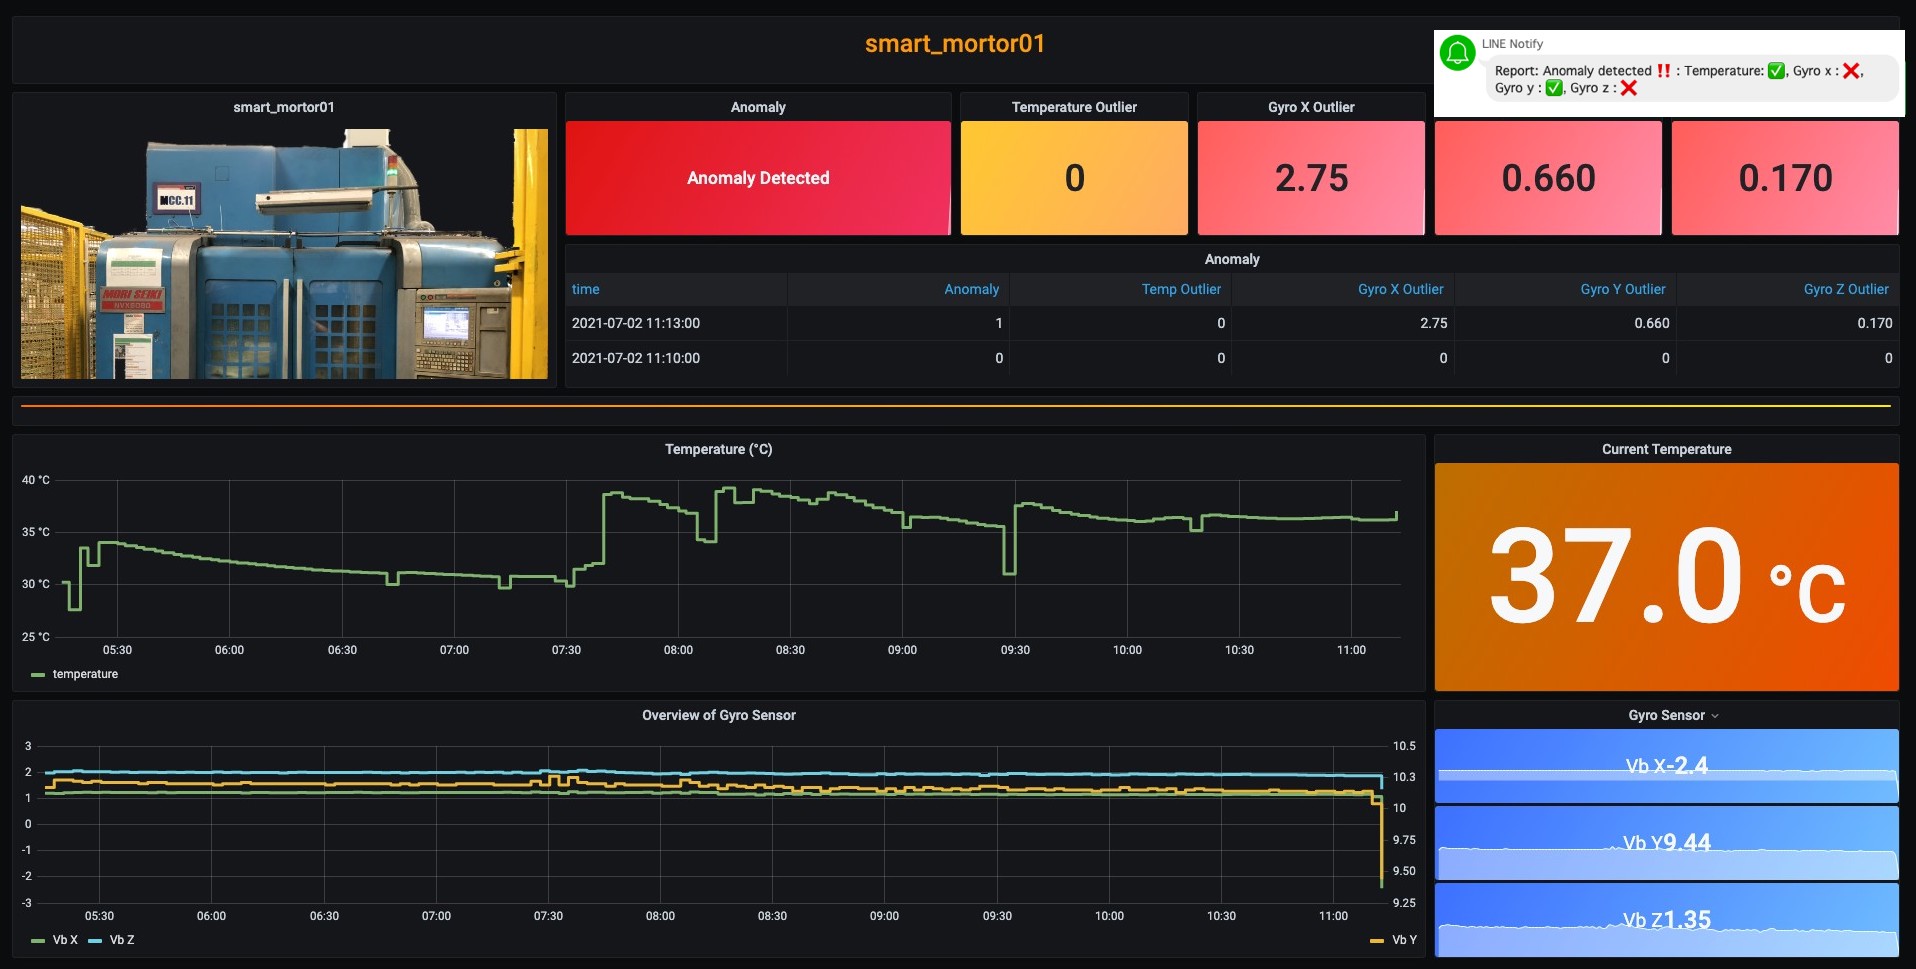 smart_mortor01
LINE Notify
Report: Anomaly detected ‼️ : Temperature: ✅, Gyro x : ❌,
Gyro y : ✅, Gyro z : ❌
smart_mortor01
MCC.11
MORI SEIKI
Anomaly
Anomaly Detected
Temperature Outlier
0
Gyro X Outlier
2.75
0.660
0.170
Anomaly
time Anomaly Temp Outlier Gyro X Outlier Gyro Y Outlier Gyro Z Outlier
2021-07-02 11:13:00 1 0 2.75 0.660 0.170
2021-07-02 11:10:00 0 0 0 0 0
Temperature (°C)
40 °C
35 °C
30 °C
25 °C
05:30 06:00 06:30 07:00 07:30 08:00 08:30 09:00 09:30 10:00 10:30 11:00
temperature
Current Temperature
37.0 °C
Overview of Gyro Sensor
3 10.5
2 10.3
1 10
0 9.75
-1 9.50
-2 9.25
-3
05:30 06:00 06:30 07:00 07:30 08:00 08:30 09:00 09:30 10:00 10:30 11:00
Vb X Vb Z Vb Y
Gyro Sensor
Vb X-2.4
Vb Y9.44
Vb Z1.35